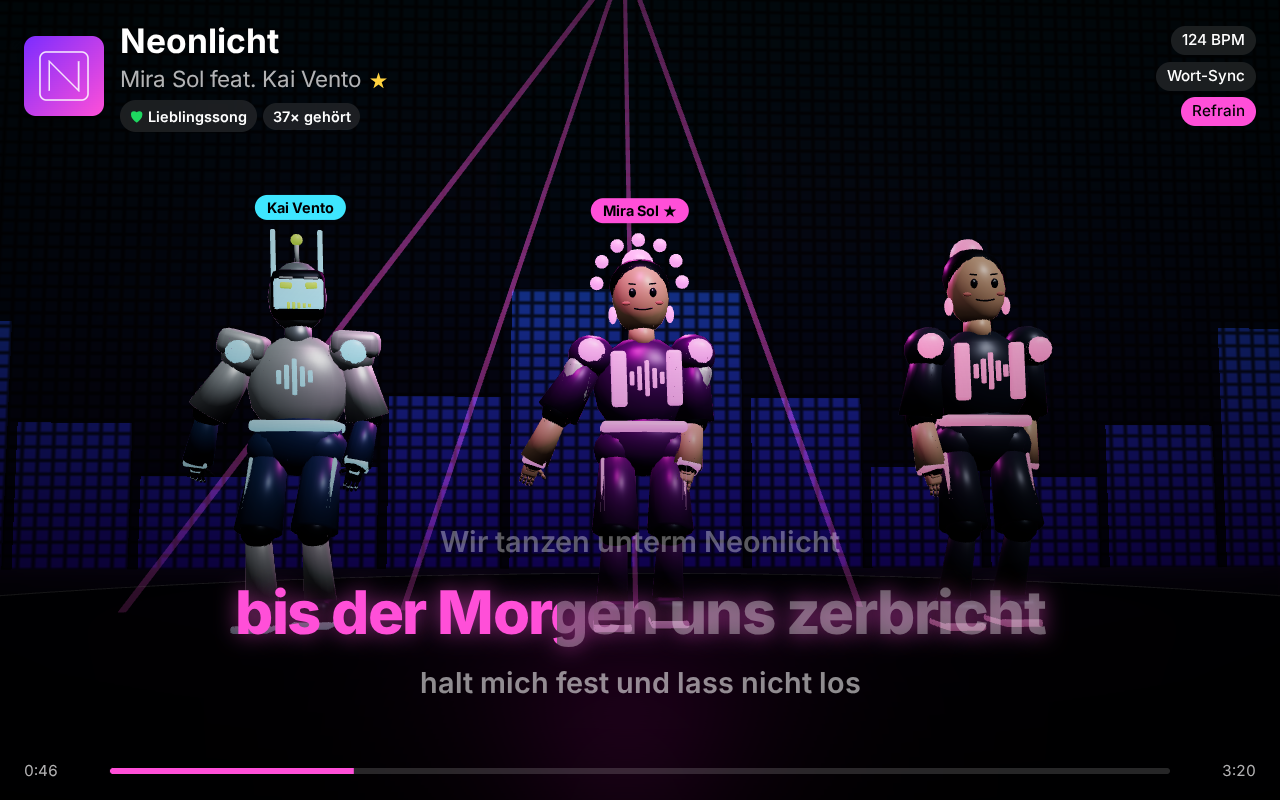 N
Neonlicht
Mira Sol feat. Kai Vento ★
Lieblingssong
37× gehört
124 BPM
Wort-Sync
Refrain
Kai Vento
Mira Sol ★
Wir tanzen unterm Neonlicht
bis der Morgen uns zerbricht
halt mich fest und lass nicht los
0:46
3:20